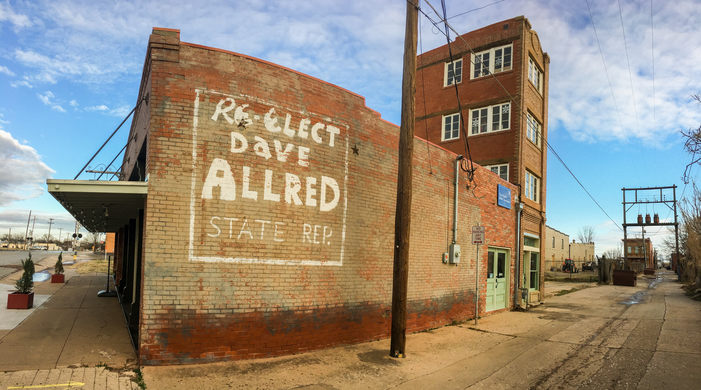 RE-ELECT
DAVE
ALLRED
STATE REP.